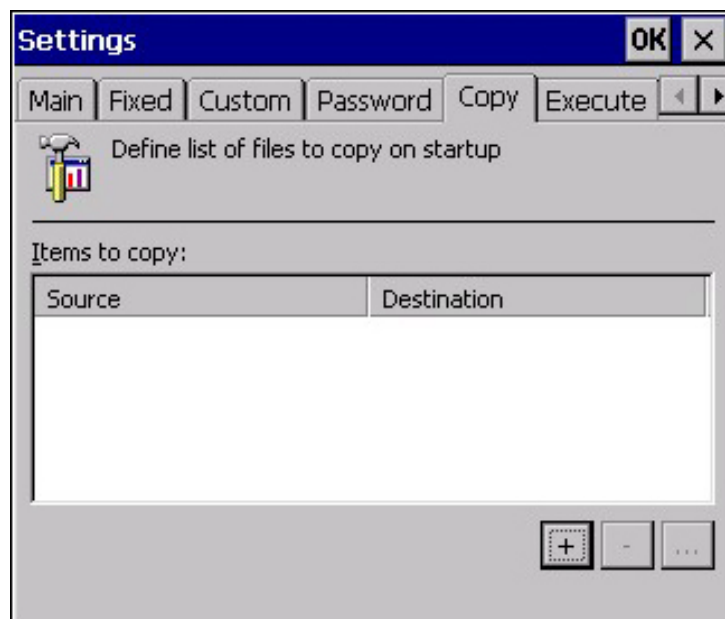 Settings OK ×
Main Fixed Custom Password Copy Execute
Define list of files to copy on startup
Items to copy:
Source Destination
+ - ...